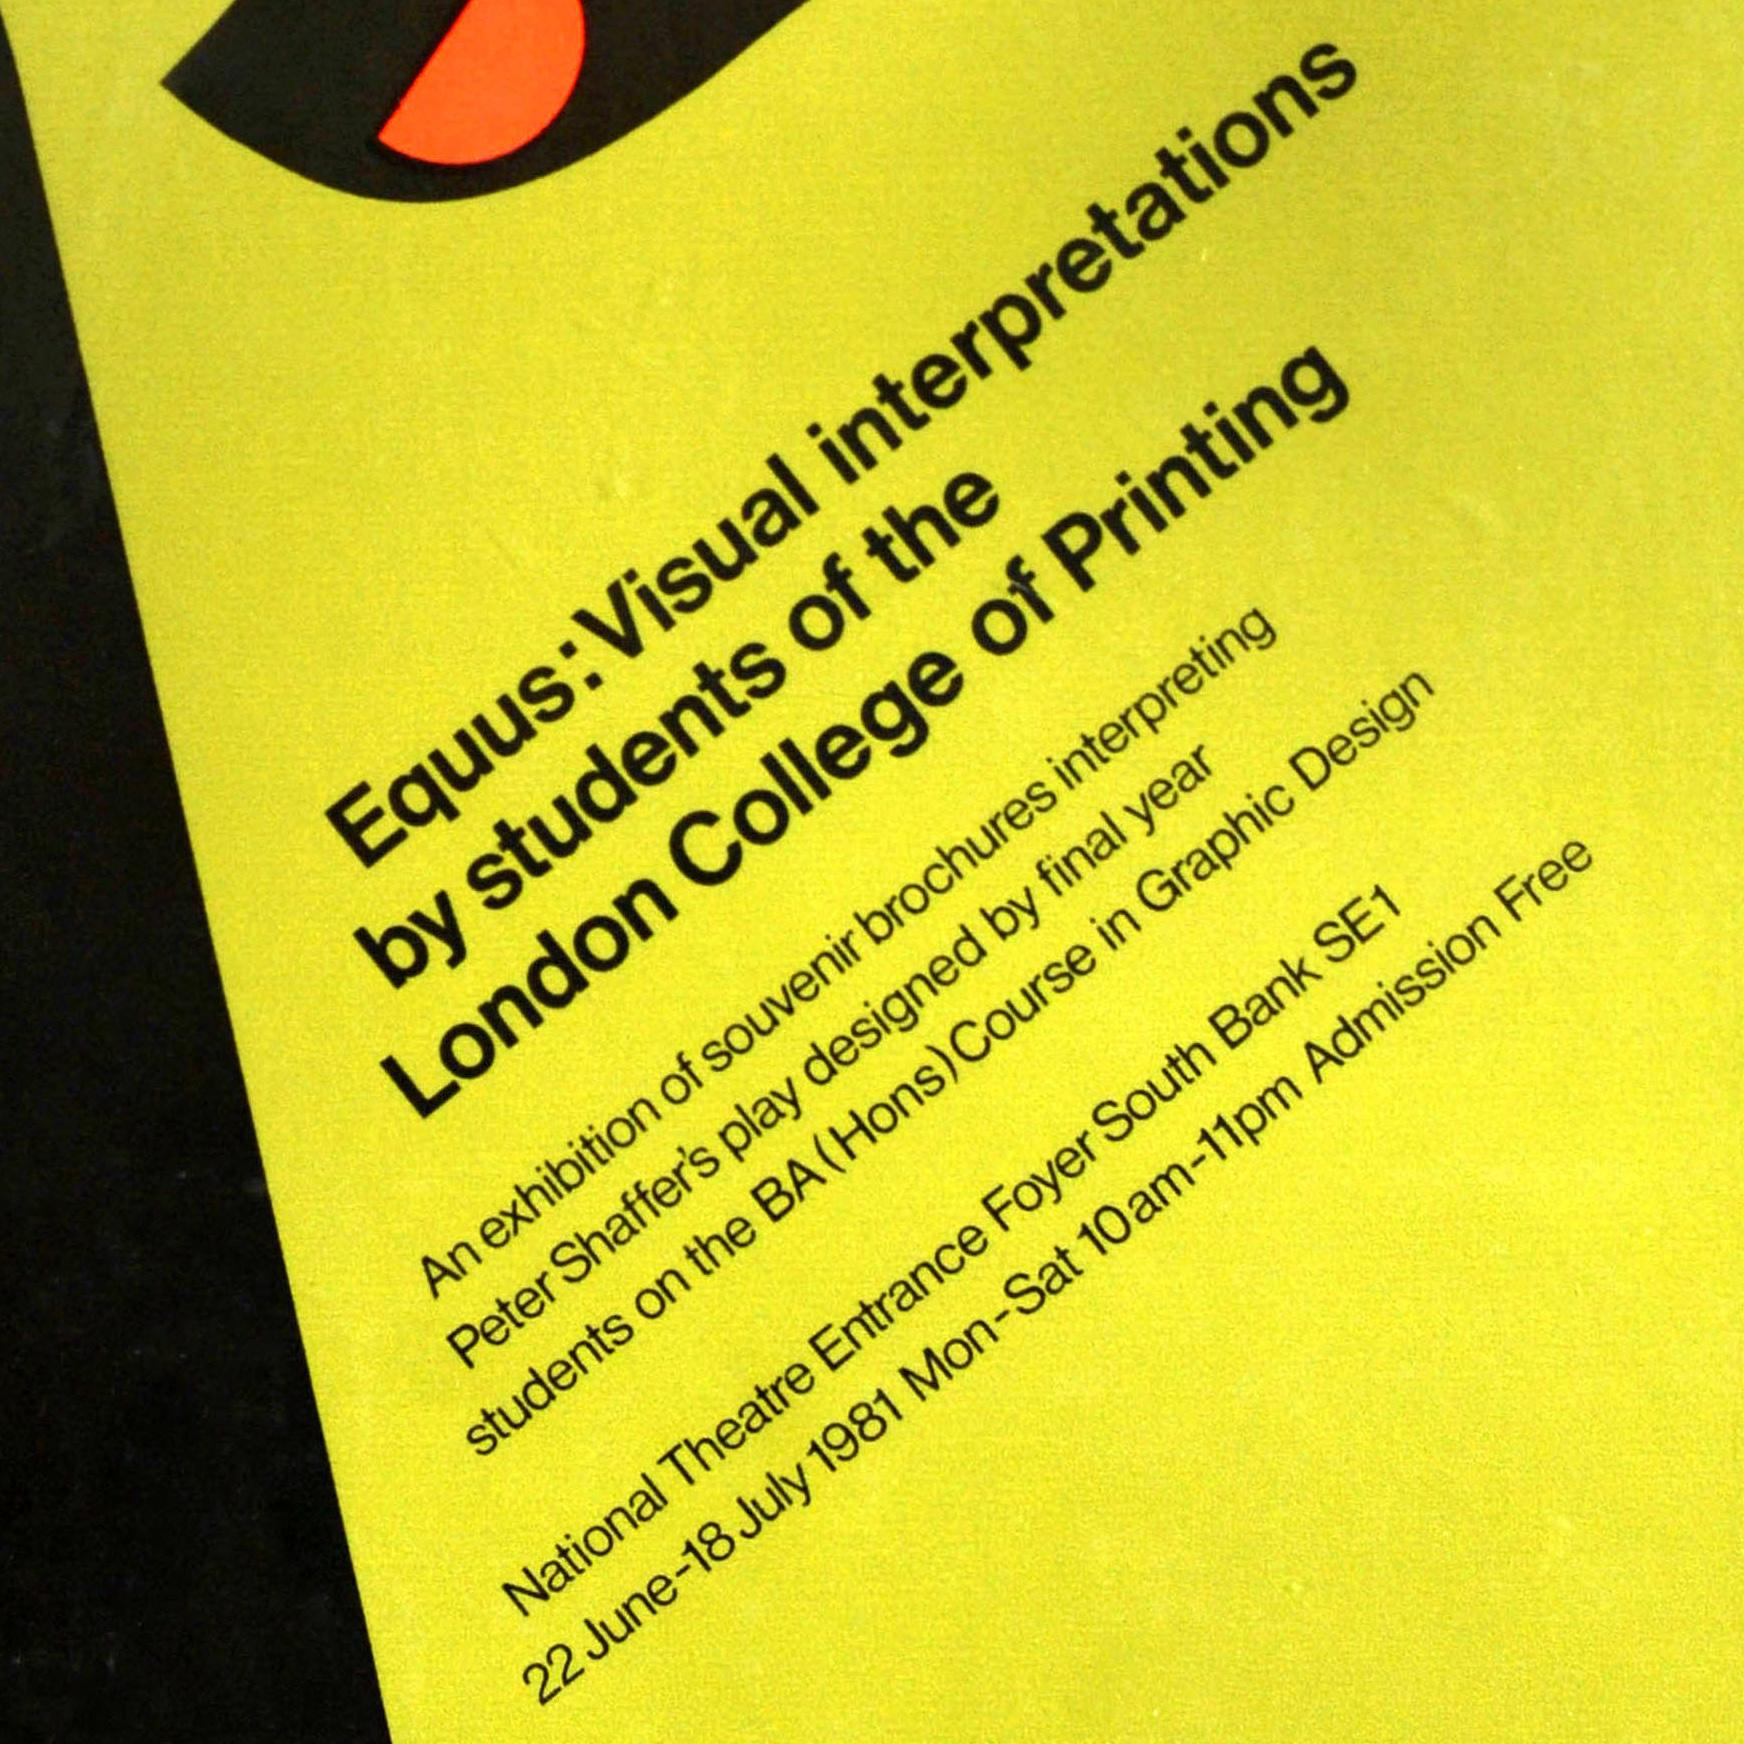 Equus: Visual interpretations
by students of the
London College of Printing
An exhibition of souvenir brochures interpreting
Peter Shaffer's play designed by final year
students on the BA (Hons) Course in Graphic Design
National Theatre Entrance Foyer South Bank SE1
22 June-18 July 1981 Mon-Sat 10am-11pm Admission Free